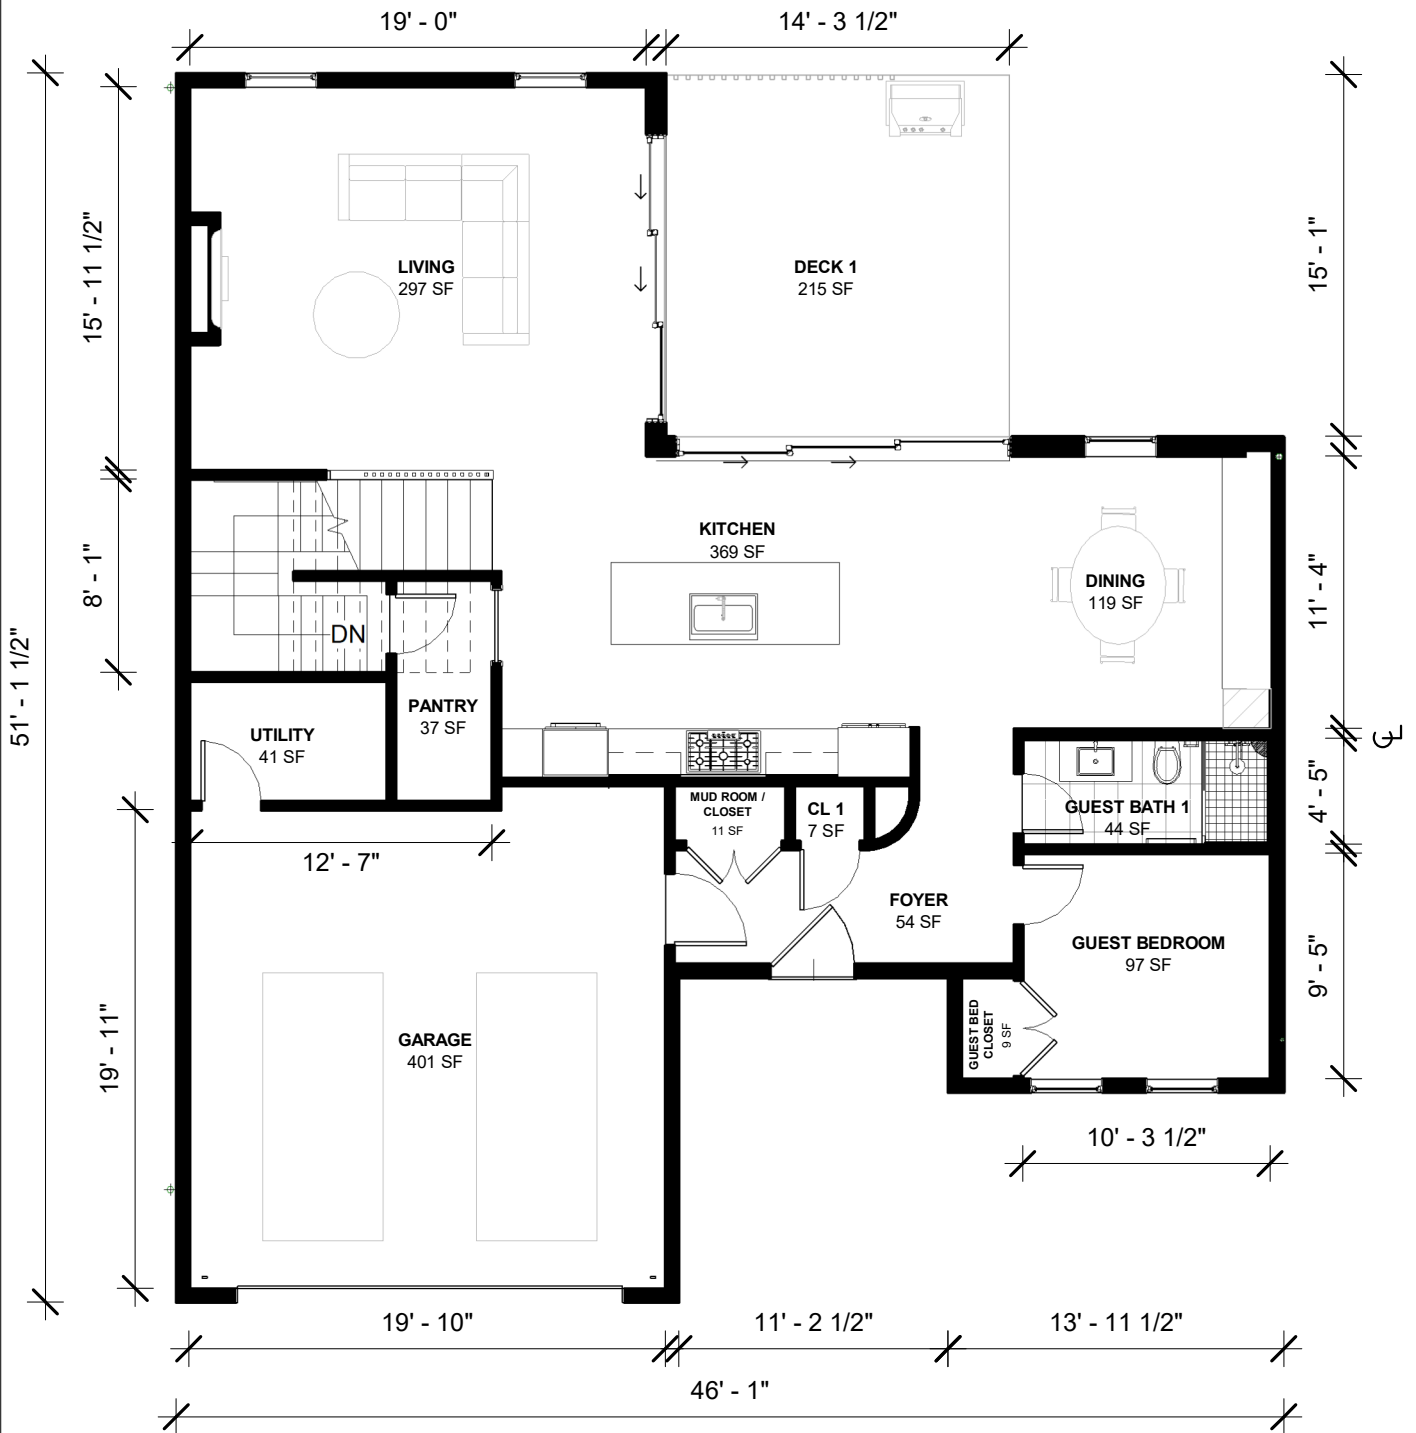 19' - 0"
14' - 3 1/2"
15' - 11 1/2"
15' - 1"
LIVING
297 SF
DECK 1
215 SF
KITCHEN
369 SF
8' - 1"
11' - 4"
DINING
119 SF
DN
51' - 1 1/2"
PANTRY
37 SF
UTILITY
41 SF
℄
MUD ROOM /
CLOSET
11 SF
CL 1
7 SF
GUEST BATH 1
44 SF
4' - 5"
12' - 7"
FOYER
54 SF
GUEST BEDROOM
97 SF
9' - 5"
GUEST BED
CLOSET
9 SF
19' - 11"
GARAGE
401 SF
10' - 3 1/2"
19' - 10"
11' - 2 1/2"
13' - 11 1/2"
46' - 1"